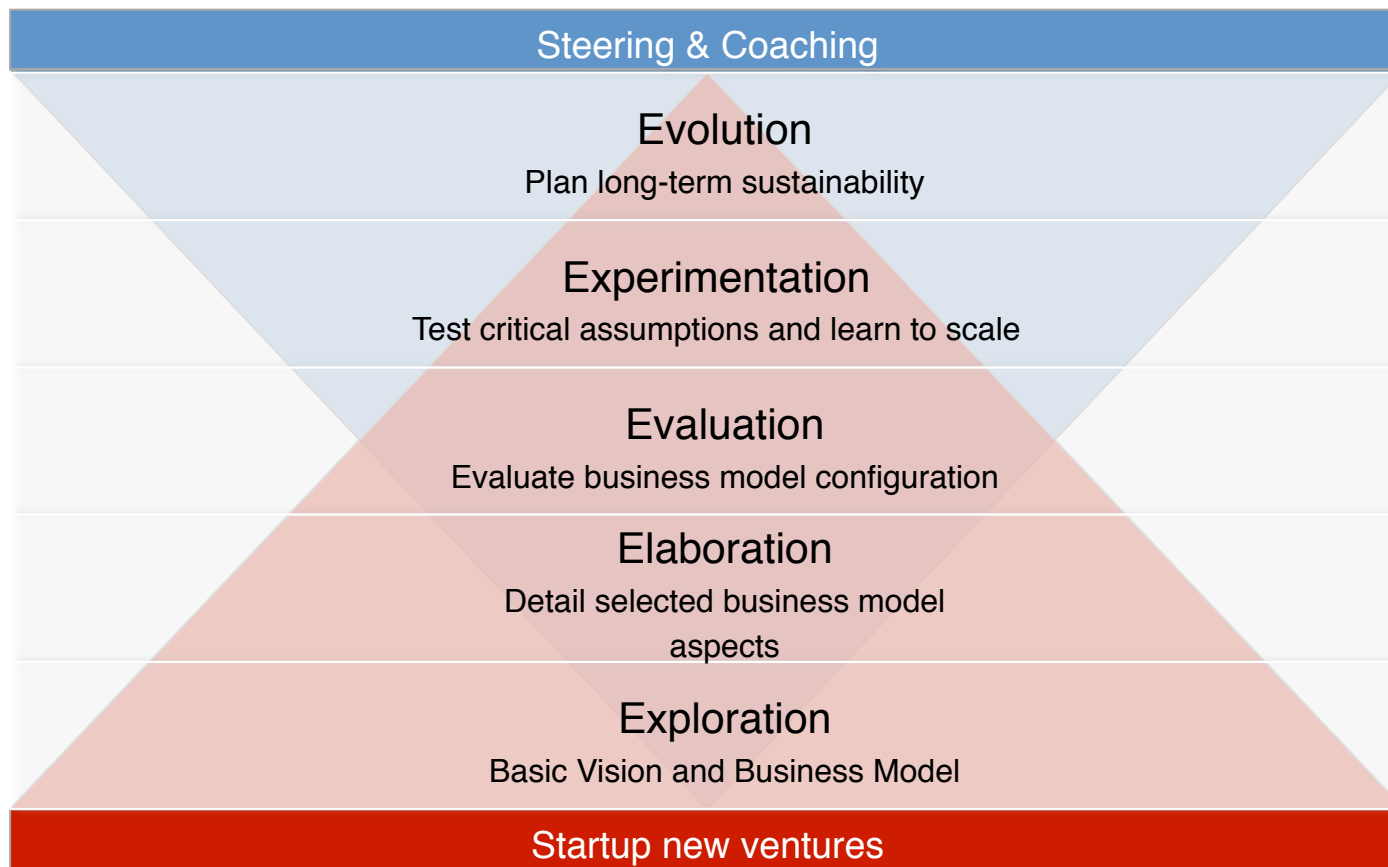 Steering & Coaching
Evolution
Plan long-term sustainability
Experimentation
Test critical assumptions and learn to scale
Evaluation
Evaluate business model configuration
Elaboration
Detail selected business model
aspects
Exploration
Basic Vision and Business Model
Startup new ventures